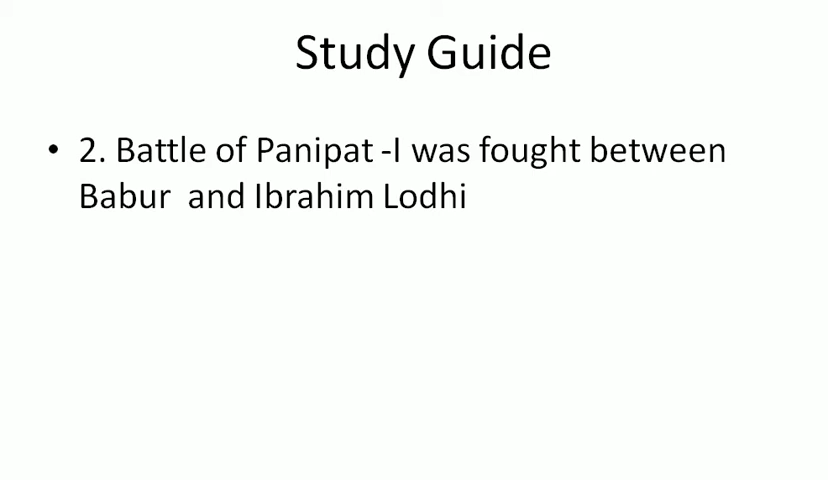 Study Guide
• 2. Battle of Panipat -I was fought between
Babur  and Ibrahim Lodhi